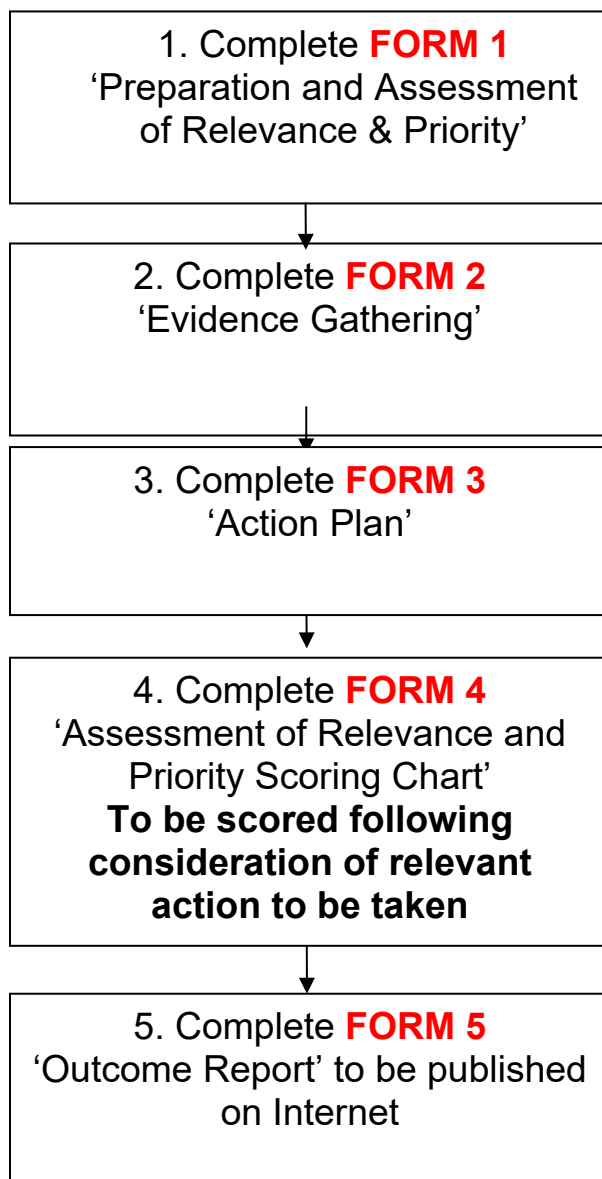 1. Complete FORM 1
‘Preparation and Assessment
of Relevance & Priority’
2. Complete FORM 2
‘Evidence Gathering’
3. Complete FORM 3
‘Action Plan’
4. Complete FORM 4
‘Assessment of Relevance and
Priority Scoring Chart’
To be scored following
consideration of relevant
action to be taken
5. Complete FORM 5
‘Outcome Report’ to be published
on Internet